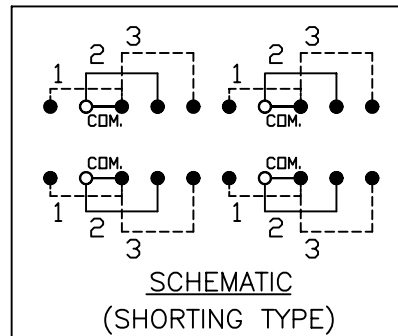 3 3
2 2
1 1
COM. COM.
COM. COM.
1 1
2 2
3 3
SCHEMATIC
(SHORTING TYPE)